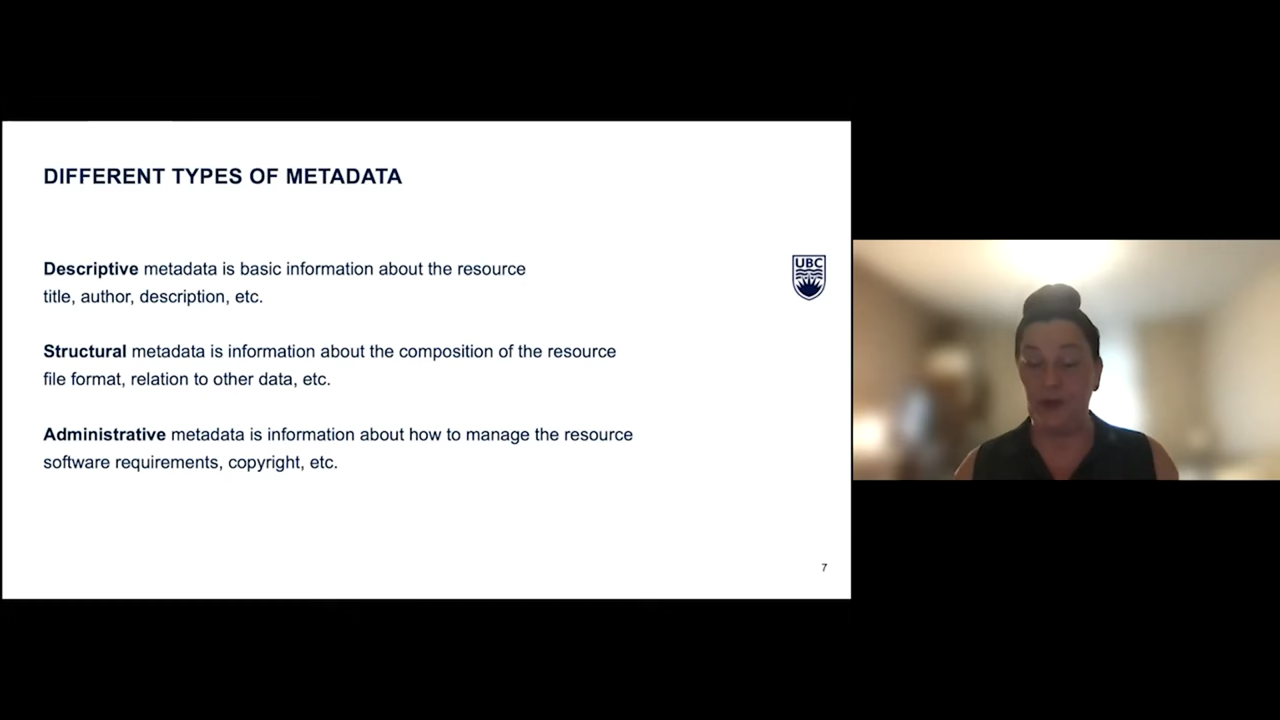 DIFFERENT TYPES OF METADATA
Descriptive metadata is basic information about the resource
title, author, description, etc.
UBC
Structural metadata is information about the composition of the resource
file format, relation to other data, etc.
Administrative metadata is information about how to manage the resource
software requirements, copyright, etc.
7